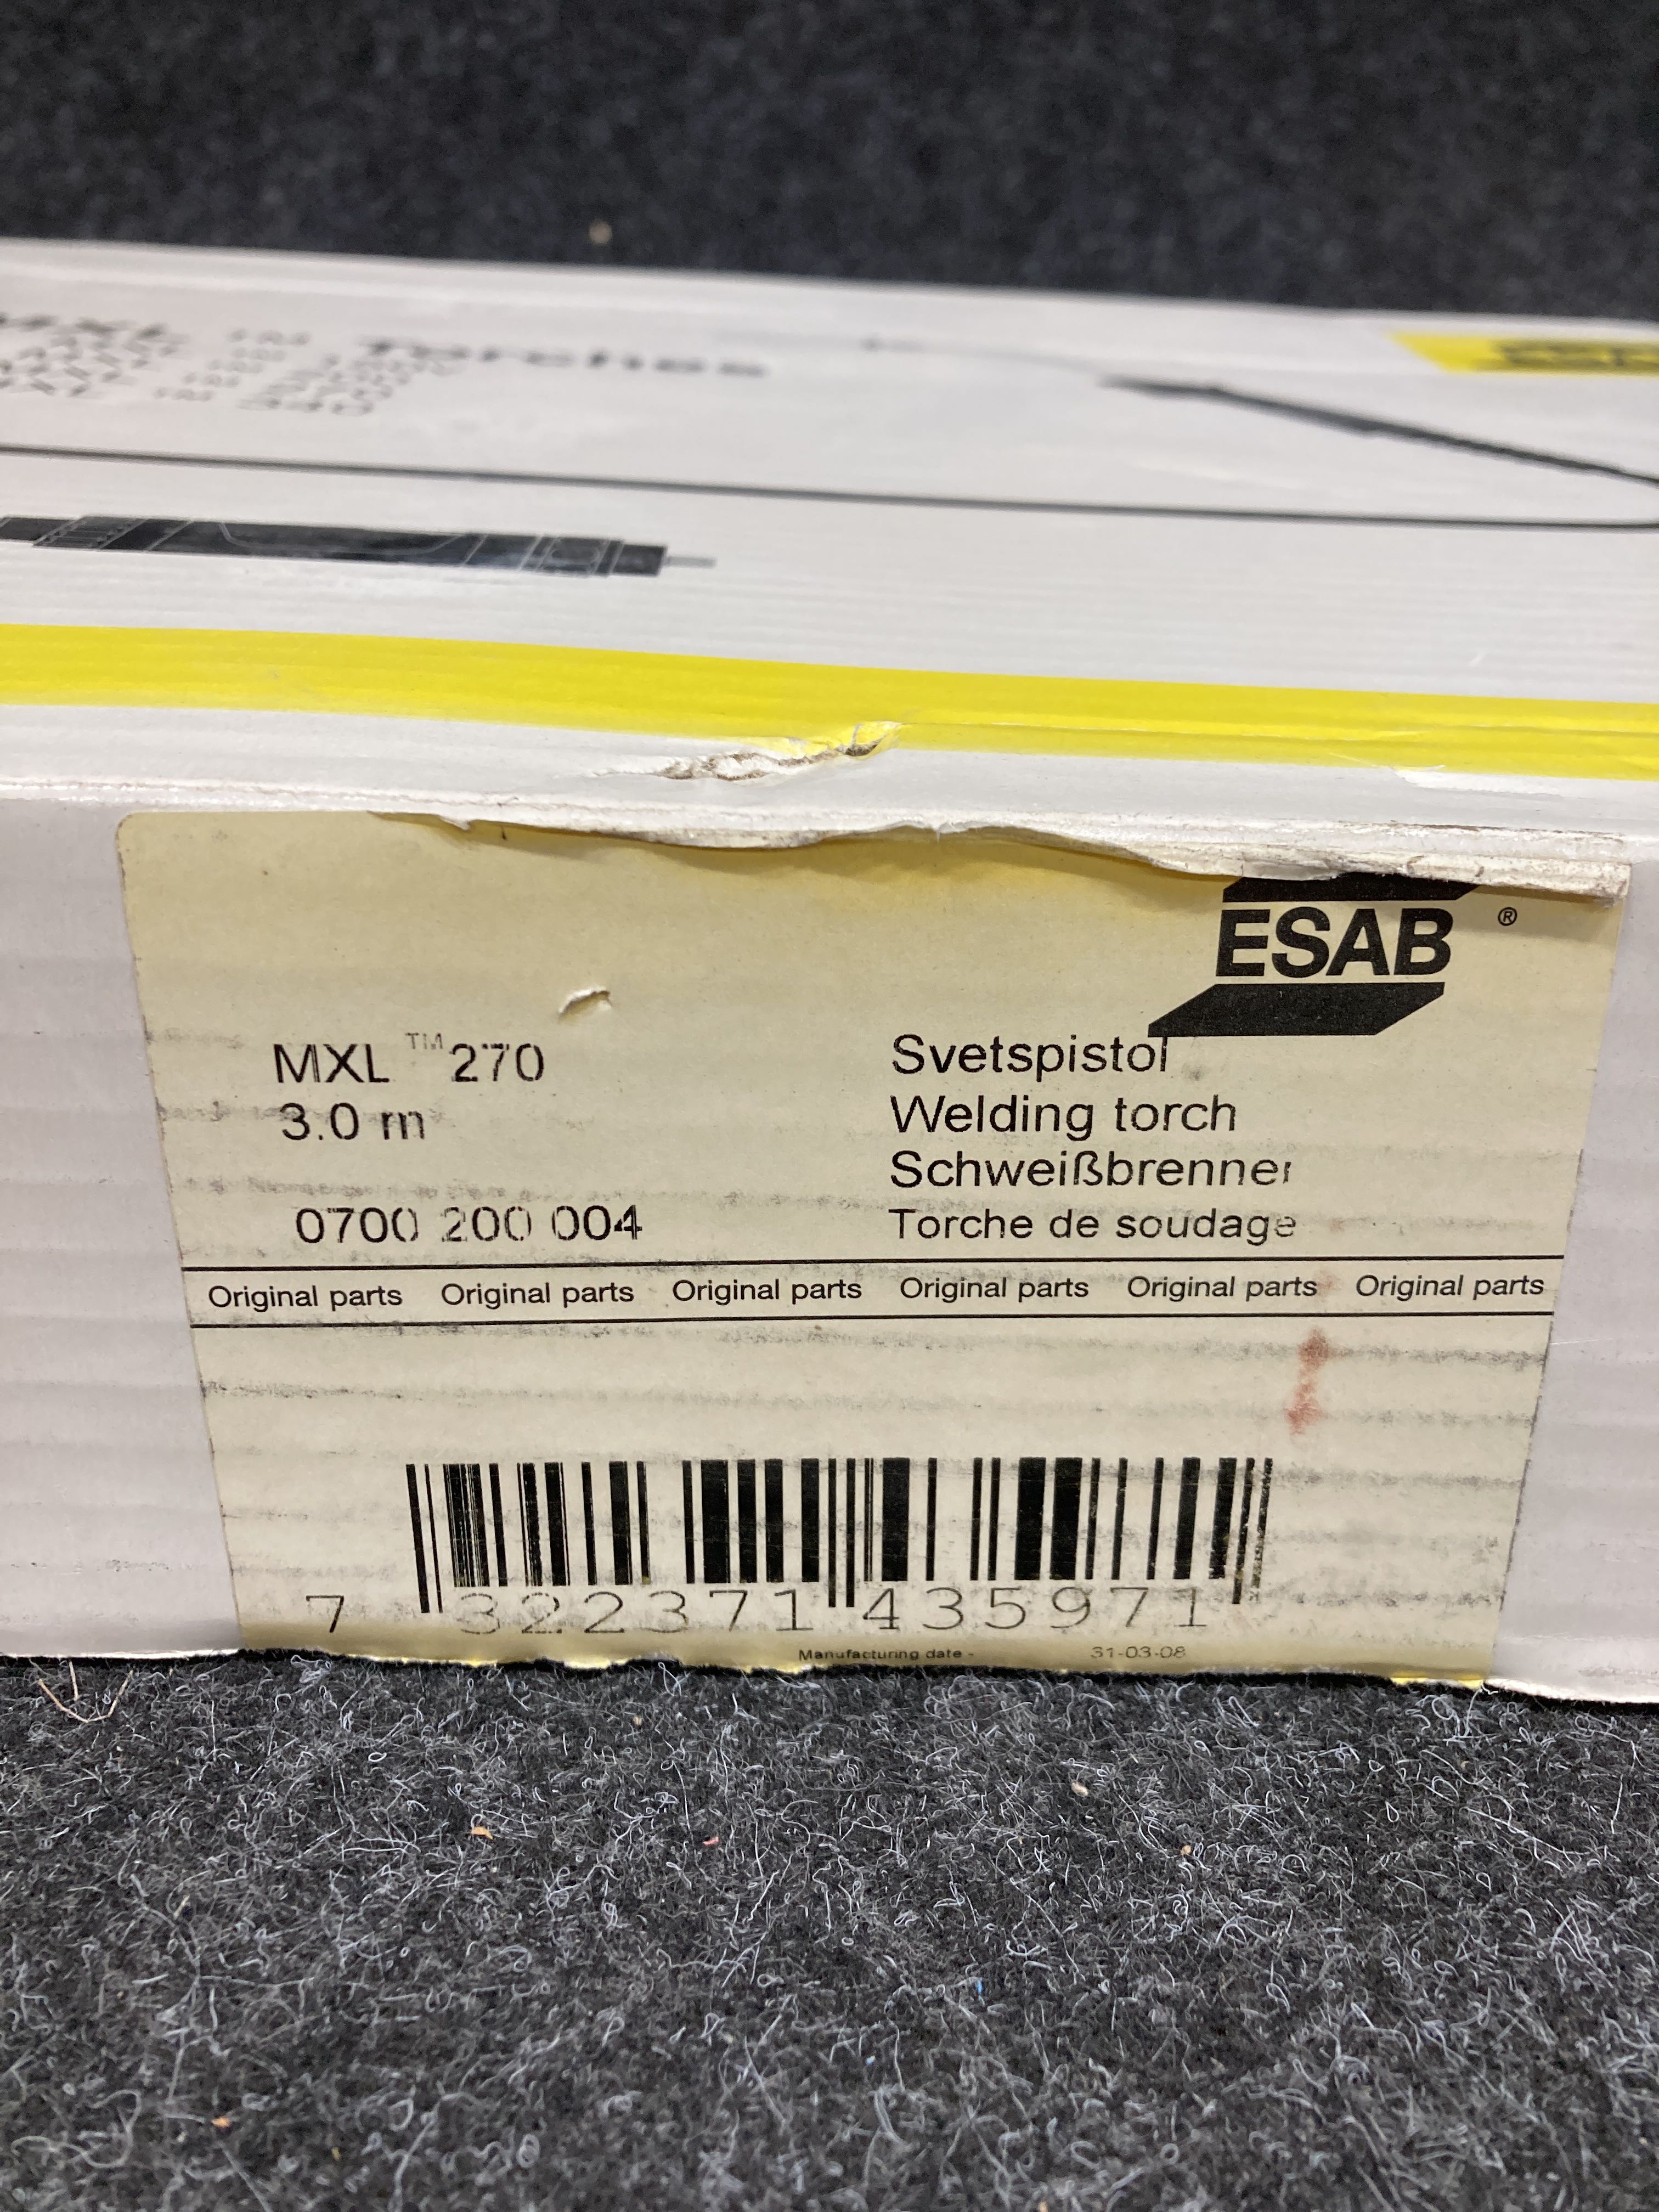 Torches
ESAB ®
MXL ™ 270
3.0 m
0700 200 004
Svetspistol
Welding torch
Schweißbrenner
Torche de soudage
Original parts Original parts Original parts Original parts Original parts Original parts
7 322371 435971
Manufacturing date - 31-03-08